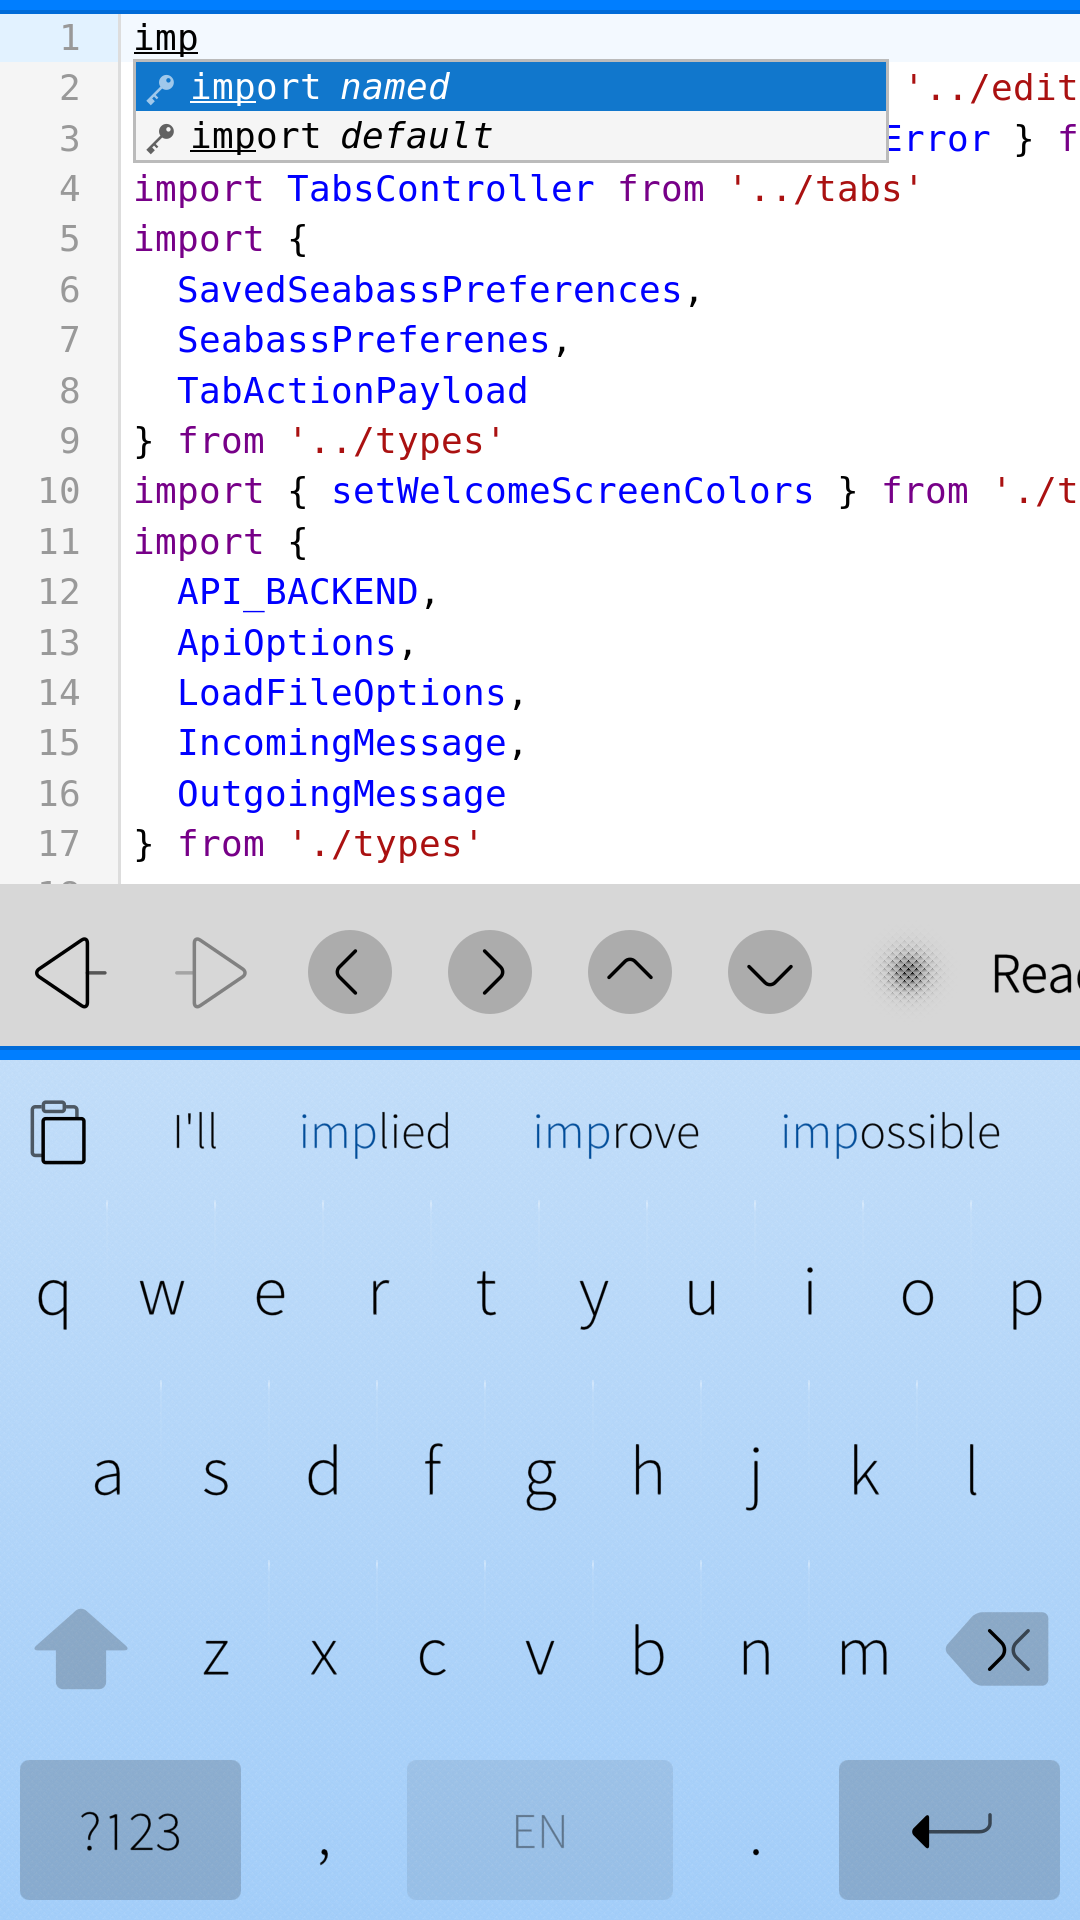 1 imp
import named
2 '../edit
import default
3 Error } f
4 import TabsController from '../tabs'
5 import {
6 SavedSeabassPreferences,
7 SeabassPreferenes,
8 TabActionPayload
9 } from '../types'
10 import { setWelcomeScreenColors } from './t
11 import {
12 API_BACKEND,
13 ApiOptions,
14 LoadFileOptions,
15 IncomingMessage,
16 OutgoingMessage
17 } from './types'
Rea
I'll implied improve impossible
q w e r t y u i o p
a s d f g h j k l
z x c v b n m
?123 , EN .